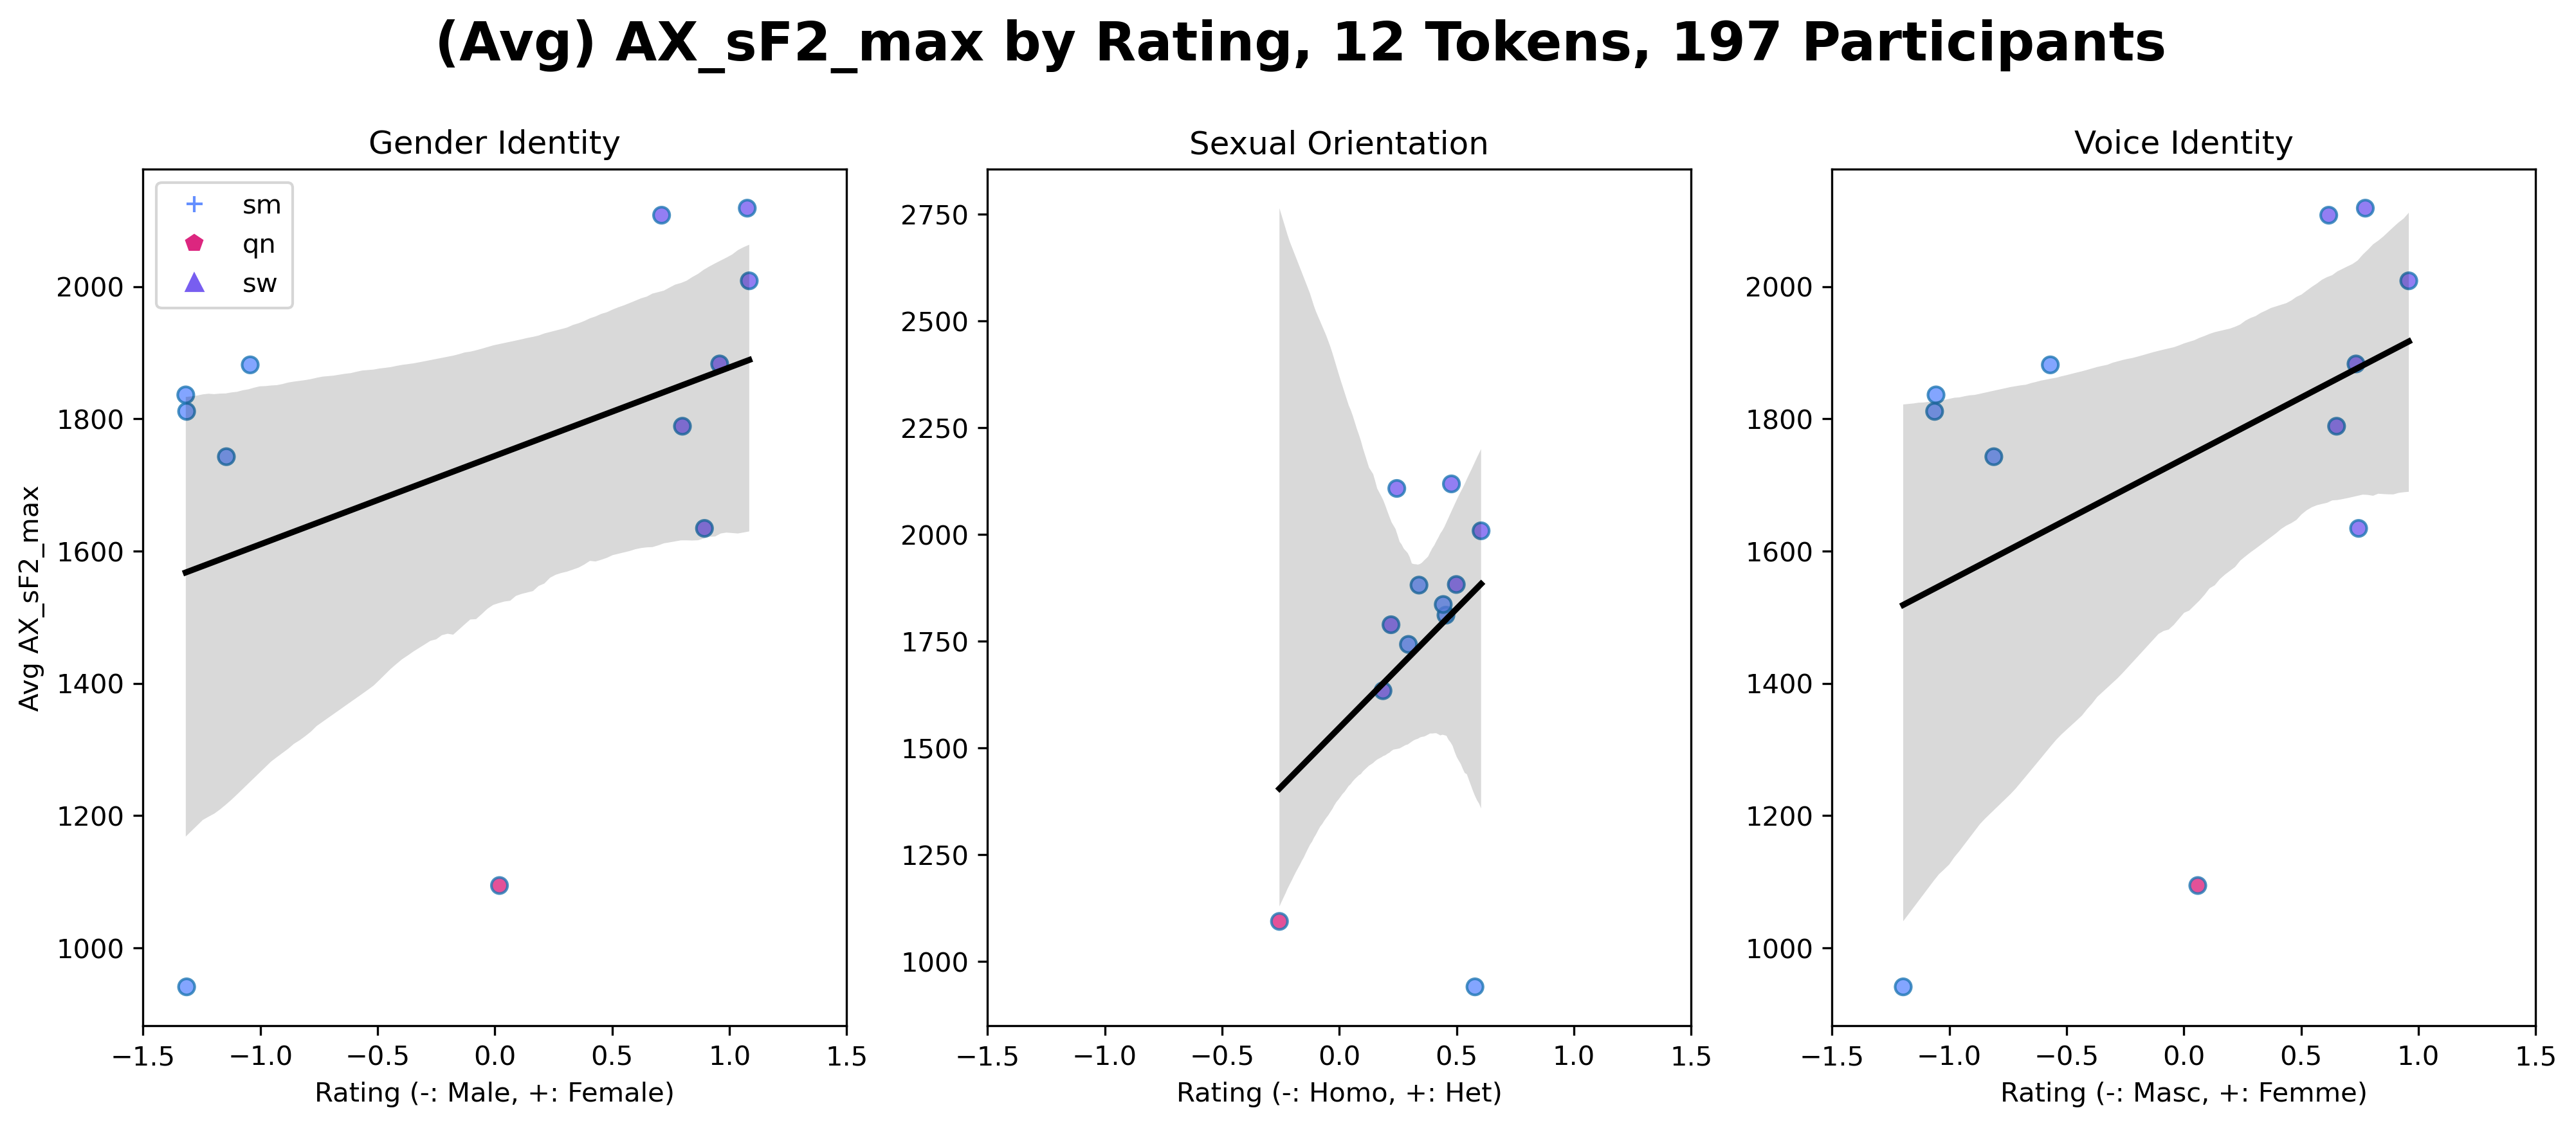 (Avg) AX_sF2_max by Rating, 12 Tokens, 197 Participants
Gender Identity
sm
qn
sw
2000
1800
1600
1400
1200
1000
Avg AX_sF2_max
−1.5 −1.0 −0.5 0.0 0.5 1.0 1.5
Rating (-: Male, +: Female)
Sexual Orientation
2750
2500
2250
2000
1750
1500
1250
1000
−1.5 −1.0 −0.5 0.0 0.5 1.0 1.5
Rating (-: Homo, +: Het)
Voice Identity
2000
1800
1600
1400
1200
1000
−1.5 −1.0 −0.5 0.0 0.5 1.0 1.5
Rating (-: Masc, +: Femme)